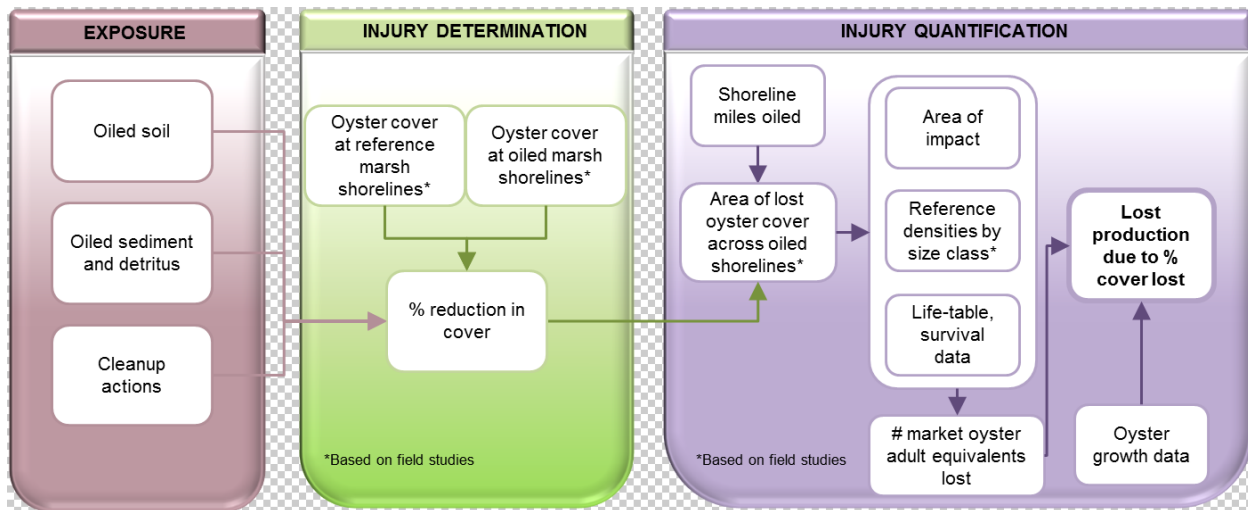 EXPOSURE
Oiled soil
Oiled sediment
and detritus
Cleanup
actions
INJURY DETERMINATION
Oyster cover
at reference
marsh
shorelines*
Oyster cover
at oiled marsh
shorelines*
% reduction in
cover
*Based on field studies
INJURY QUANTIFICATION
Shoreline
miles oiled
Area of lost
oyster cover
across oiled
shorelines*
Area of
impact
Reference
densities by
size class*
Life-table,
survival
data
# market oyster
adult equivalents
lost
Lost
production
due to %
cover lost
Oyster
growth data
*Based on field studies